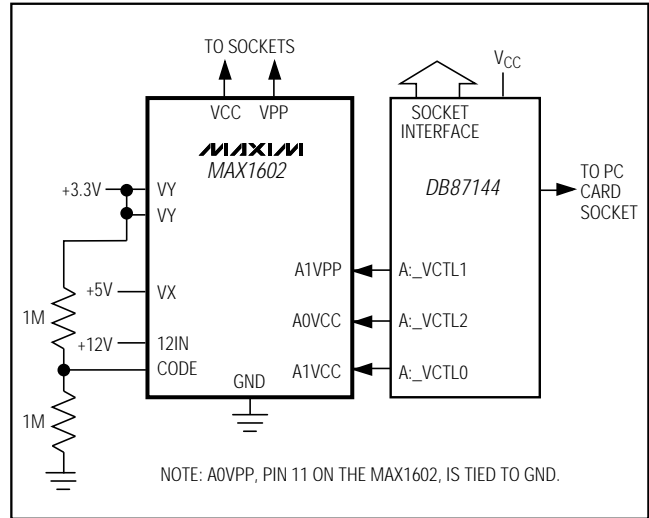 TO SOCKETS
VCC VPP
MAXIM
MAX1602
+3.3V
VY
VY
+5V
VX
1M
+12V
12IN
CODE
1M
GND
A1VPP
A0VCC
A1VCC
VCC
SOCKET
INTERFACE
DB87144
TO PC
CARD
SOCKET
A:_VCTL1
A:_VCTL2
A:_VCTL0
NOTE: A0VPP, PIN 11 ON THE MAX1602, IS TIED TO GND.